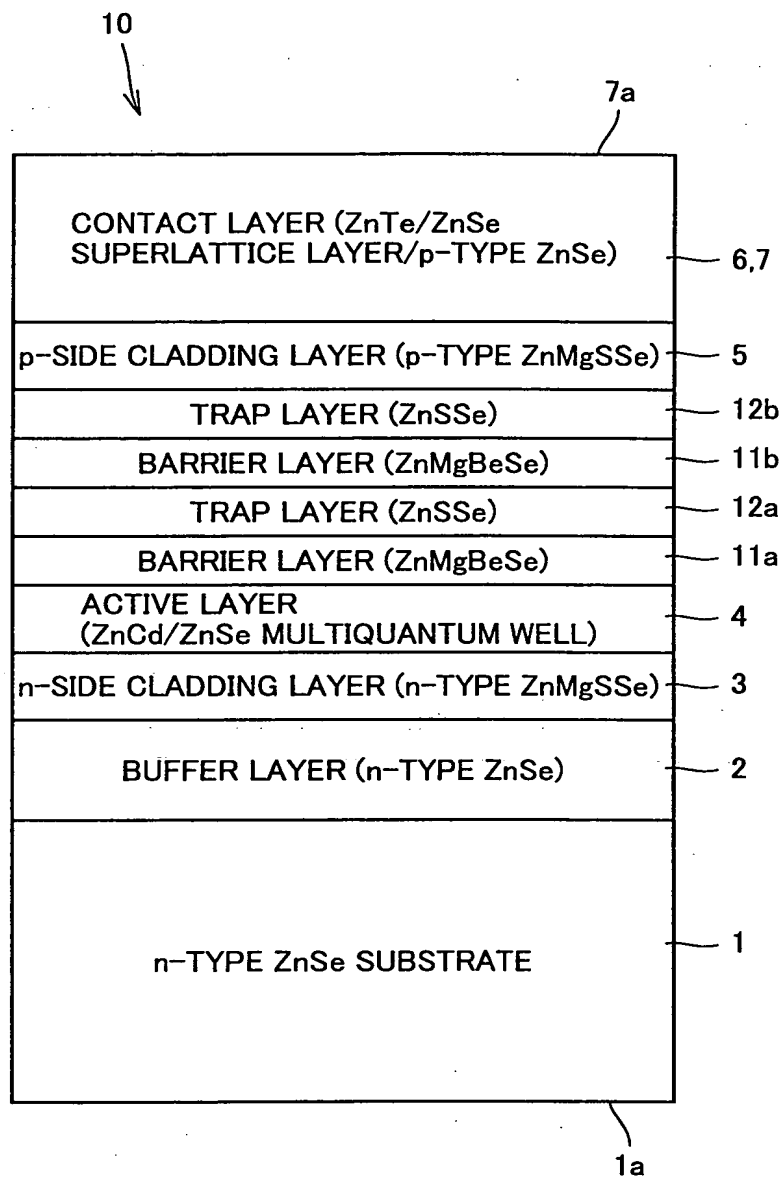 10
7a
CONTACT LAYER (ZnTe/ZnSe
SUPERLATTICE LAYER/p-TYPE ZnSe)
6,7
p-SIDE CLADDING LAYER (p-TYPE ZnMgSSe)
5
TRAP LAYER (ZnSSe)
12b
BARRIER LAYER (ZnMgBeSe)
11b
TRAP LAYER (ZnSSe)
12a
BARRIER LAYER (ZnMgBeSe)
11a
ACTIVE LAYER
(ZnCd/ZnSe MULTIQUANTUM WELL)
4
n-SIDE CLADDING LAYER (n-TYPE ZnMgSSe)
3
BUFFER LAYER (n-TYPE ZnSe)
2
n-TYPE ZnSe SUBSTRATE
1
1a